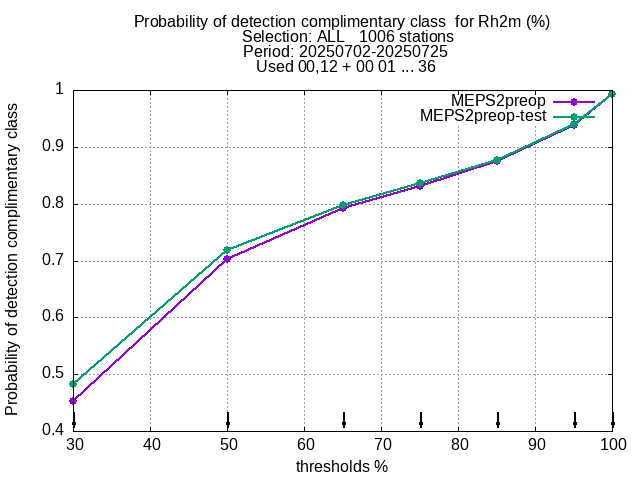 Probability of detection complimentary class  for Rh2m (%)
Selection: ALL   1006 stations
Period: 20250702-20250725
Used 00,12 + 00 01 ... 36
MEPS2preop
MEPS2preop-test
Probability of detection complimentary class
1
0.9
0.8
0.7
0.6
0.5
0.4
30 40 50 60 70 80 90 100
thresholds %